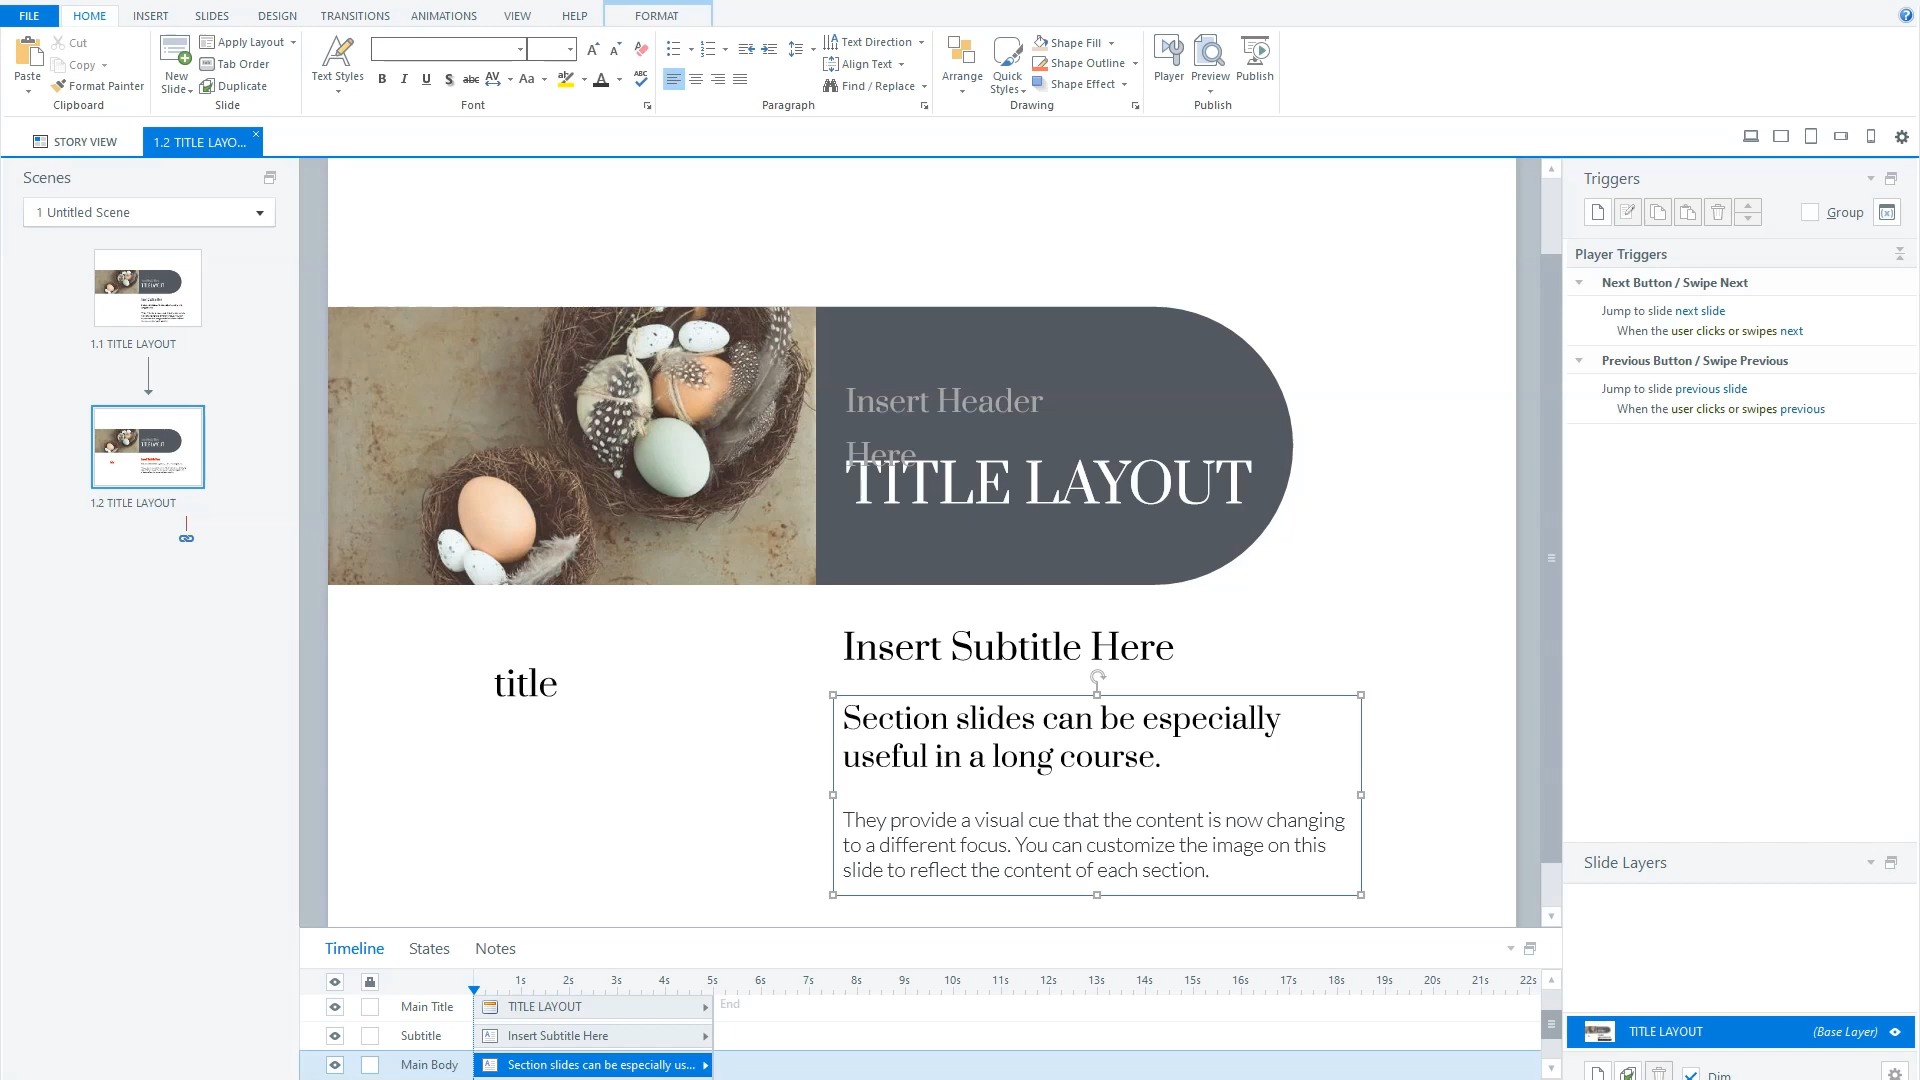 FILE HOME INSERT SLIDES DESIGN TRANSITIONS ANIMATIONS VIEW HELP FORMAT
Paste
Cut
Copy
Format Painter
Clipboard
New Slide
Apply Layout
Tab Order
Duplicate
Slide
Text Styles
B I U S abc AV Aa ab A ABC
Font
Text Direction
Align Text
Find / Replace
Paragraph
Arrange
Quick Styles
Shape Fill
Shape Outline
Shape Effect
Drawing
Player
Preview
Publish
Publish
STORY VIEW
1.2 TITLE LAYO...
Scenes
1 Untitled Scene
1.1 TITLE LAYOUT
1.2 TITLE LAYOUT
Insert Header
Here
TITLE LAYOUT
title
Insert Subtitle Here
Section slides can be especially
useful in a long course.
They provide a visual cue that the content is now changing
to a different focus. You can customize the image on this
slide to reflect the content of each section.
Triggers
Group
Player Triggers
Next Button / Swipe Next
Jump to slide next slide
When the user clicks or swipes next
Previous Button / Swipe Previous
Jump to slide previous slide
When the user clicks or swipes previous
Slide Layers
TITLE LAYOUT (Base Layer)
Dim
Timeline States Notes
1s 2s 3s 4s 5s 6s 7s 8s 9s 10s 11s 12s 13s 14s 15s 16s 17s 18s 19s 20s 21s 22s
Main Title TITLE LAYOUT End
Subtitle Insert Subtitle Here
Main Body Section slides can be especially us...